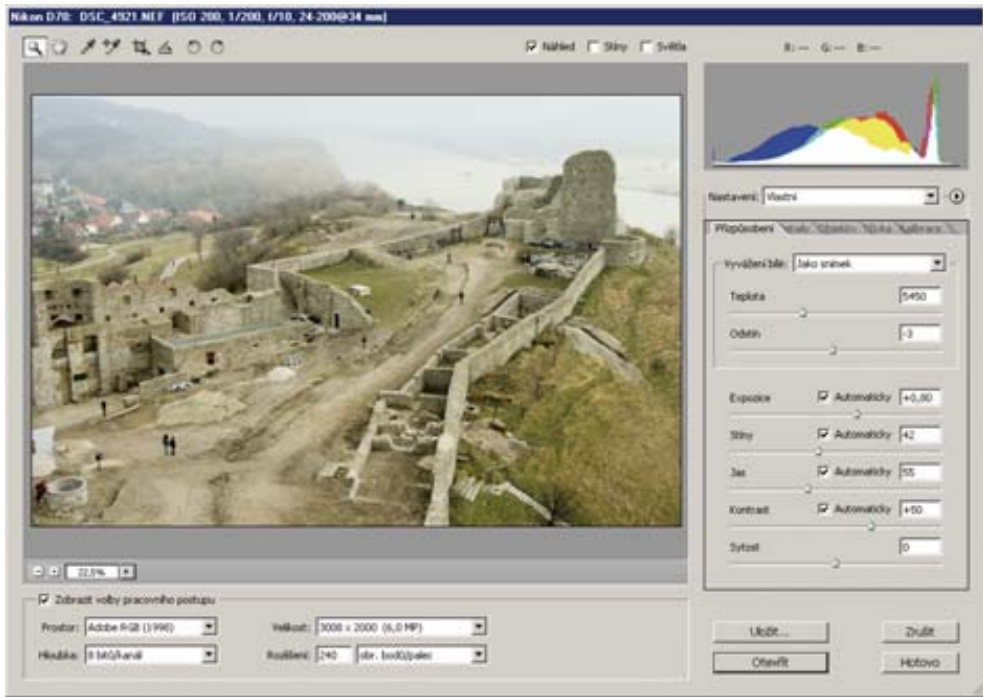 Nikon D70: DSC_4921.NEF (ISO 200, 1/200, f/10, 24-200@34 mm)
Náhled Stíny Světla
R: --- G: --- B: ---
Nastavení: Vlastní
Přizpůsobení Kalibrace
Vyvážení bílé: Jako snímek
Teplota 5450
Odstín -3
Expozice Automaticky +0,80
Stíny Automaticky 42
Jas Automaticky 55
Kontrast Automaticky +50
Sytost 0
22,5%
Zobrazit volby pracovního postupu
Prostor: Adobe RGB (1998) Velikost: 3008 x 2000 (6,0 MP)
Hloubka: 8 bitů/kanál Rozlišení: 240 obr. bodů/palec
Uložit... Zrušit
Otevřít Hotovo